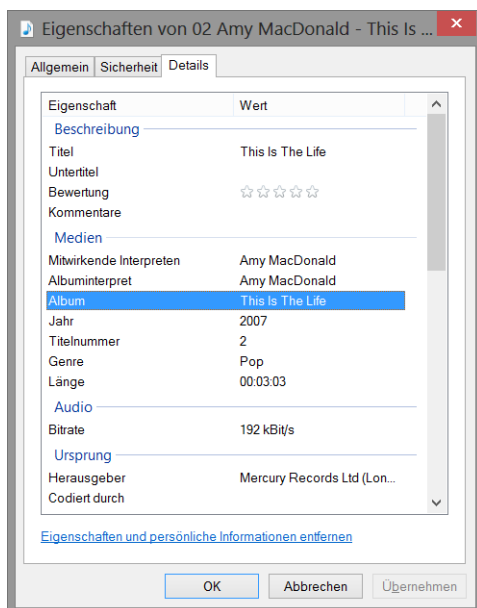 Eigenschaften von 02 Amy MacDonald - This Is ...
Allgemein Sicherheit Details
Eigenschaft Wert
Beschreibung
Titel This Is The Life
Untertitel
Bewertung
Kommentare
Medien
Mitwirkende Interpreten Amy MacDonald
Albuminterpret Amy MacDonald
Album This Is The Life
Jahr 2007
Titelnummer 2
Genre Pop
Länge 00:03:03
Audio
Bitrate 192 kBit/s
Ursprung
Herausgeber Mercury Records Ltd (Lon...
Codiert durch
Eigenschaften und persönliche Informationen entfernen
OK Abbrechen Übernehmen